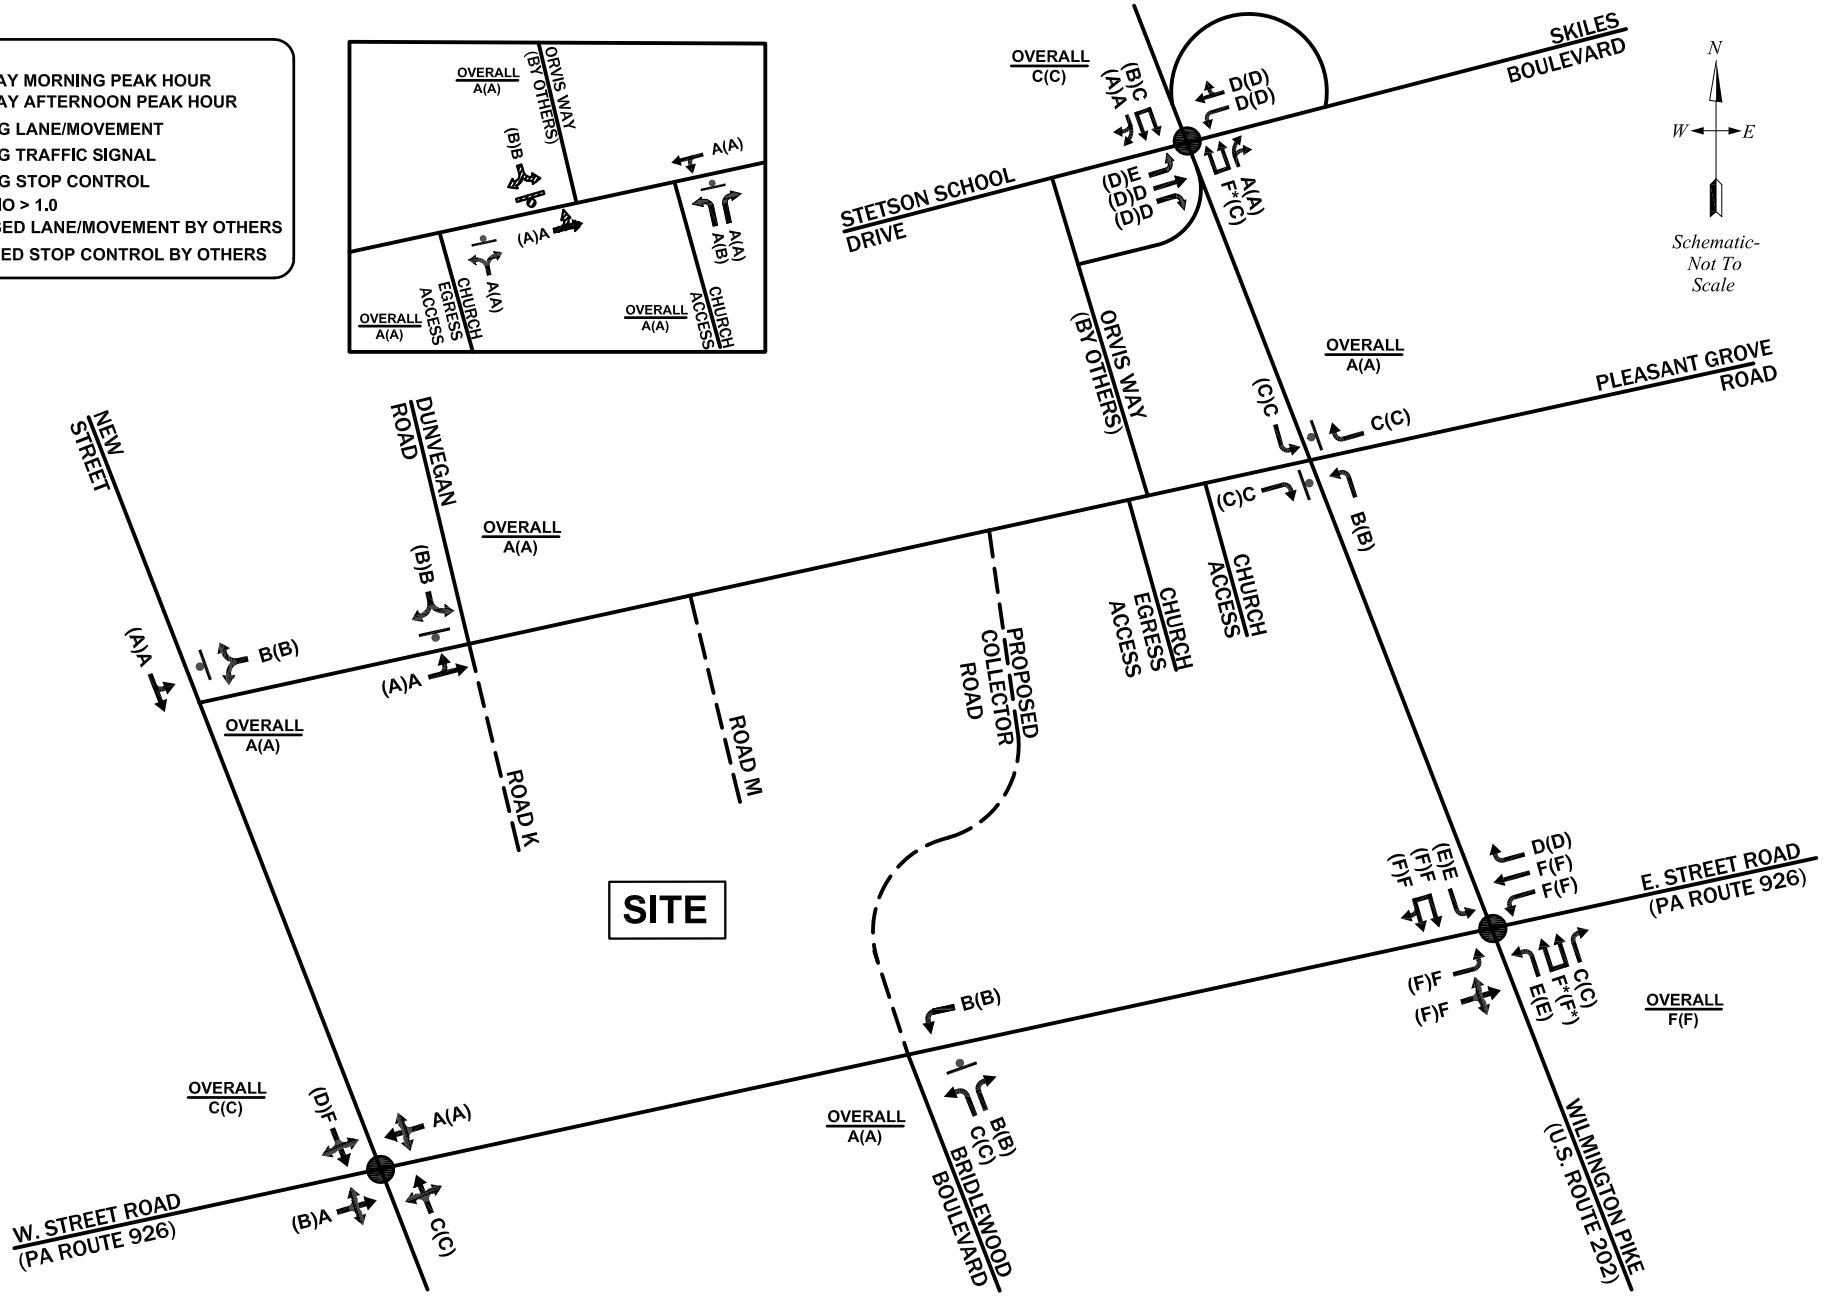 AY MORNING PEAK HOUR
AY AFTERNOON PEAK HOUR
G LANE/MOVEMENT
G TRAFFIC SIGNAL
G STOP CONTROL
IO > 1.0
SED LANE/MOVEMENT BY OTHERS
ED STOP CONTROL BY OTHERS
OVERALL
A(A)
ORVIS WAY
(BY OTHERS)
(B)B
A(A)
(A)A
A(B)
A(A)
A(A)
OVERALL
A(A)
CHURCH
EGRESS
ACCESS
OVERALL
A(A)
CHURCH
ACCESS
OVERALL
C(C)
(B)C
(A)A
D(D)
D(D)
SKILES
BOULEVARD
N
W
E
Schematic-
Not To
Scale
STETSON SCHOOL
DRIVE
(D)E
(D)D
(D)D
A(A)
F*(C)
ORVIS WAY
(BY OTHERS)
OVERALL
A(A)
PLEASANT GROVE
ROAD
(C)C
C(C)
(C)C
B(B)
NEW
STREET
DUNVEGAN
ROAD
OVERALL
A(A)
(B)B
(A)A
B(B)
(A)A
OVERALL
A(A)
ROAD K
ROAD M
PROPOSED
COLLECTOR
ROAD
CHURCH
EGRESS
ACCESS
CHURCH
ACCESS
SITE
(E)E
(F)F
(F)F
D(D)
F(F)
F(F)
E. STREET ROAD
(PA ROUTE 926)
(F)F
(F)F
C(C)
F*(F*)
E(E)
OVERALL
F(F)
B(B)
OVERALL
A(A)
B(B)
C(C)
BRIDLEWOOD
BOULEVARD
WILMINGTON PIKE
(U.S. ROUTE 202)
OVERALL
C(C)
(D)F
A(A)
(B)A
C(C)
W. STREET ROAD
(PA ROUTE 926)